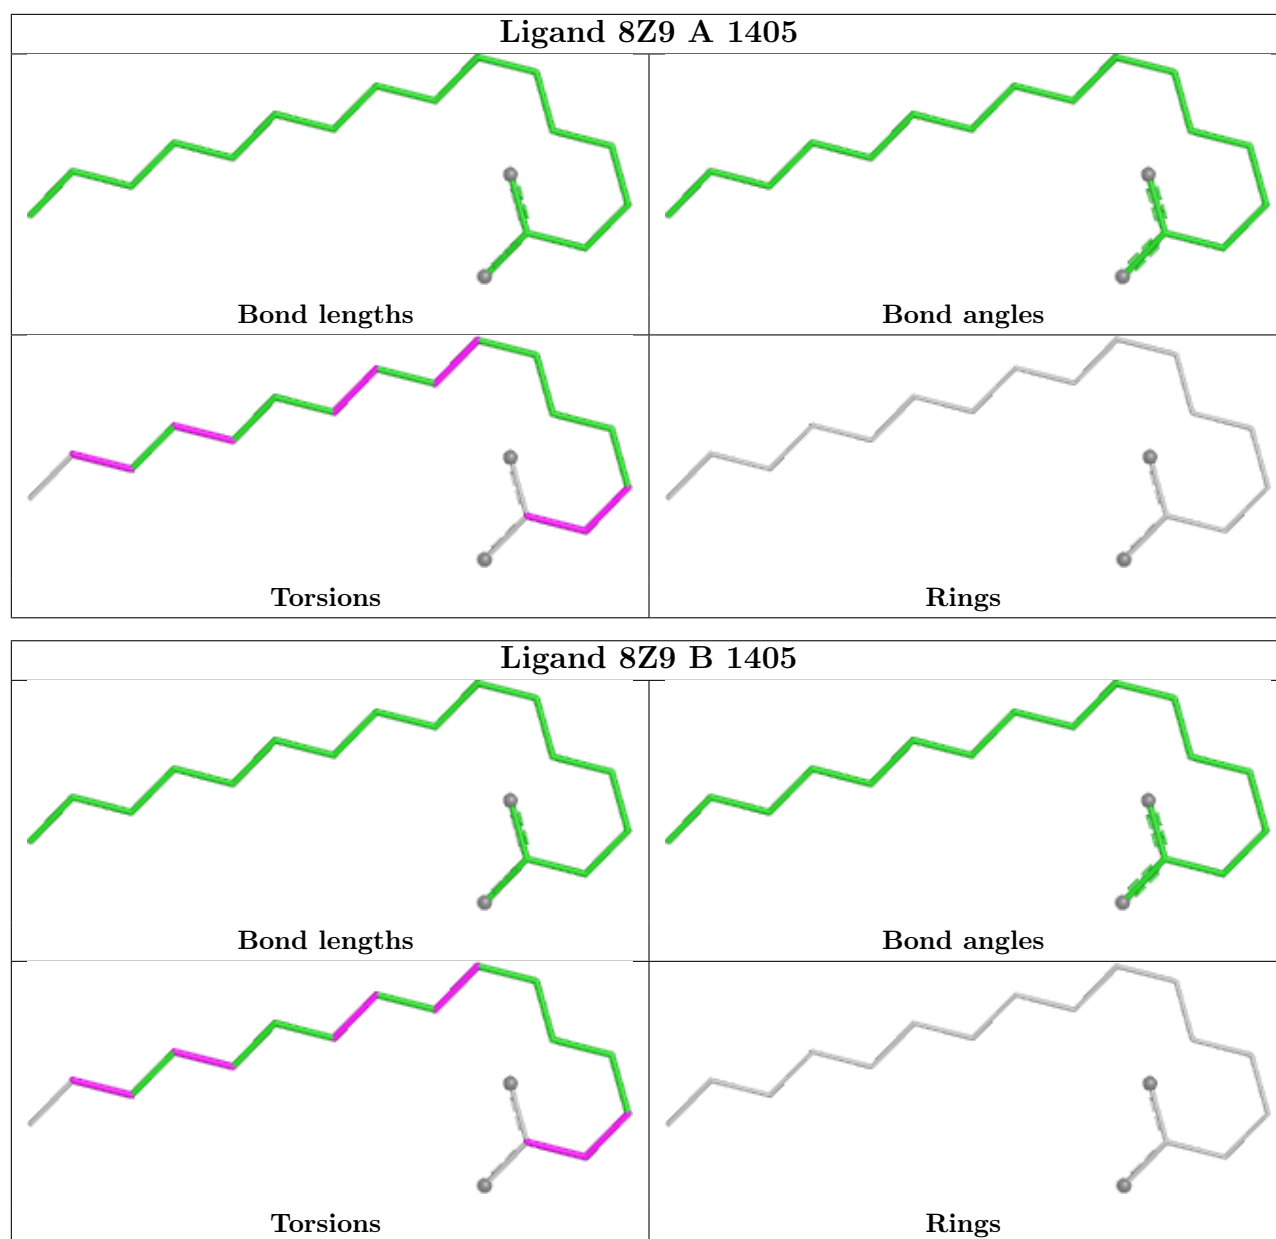 Ligand 8Z9 A 1405
Bond lengths
Bond angles
Torsions
Rings
Ligand 8Z9 B 1405
Bond lengths
Bond angles
Torsions
Rings